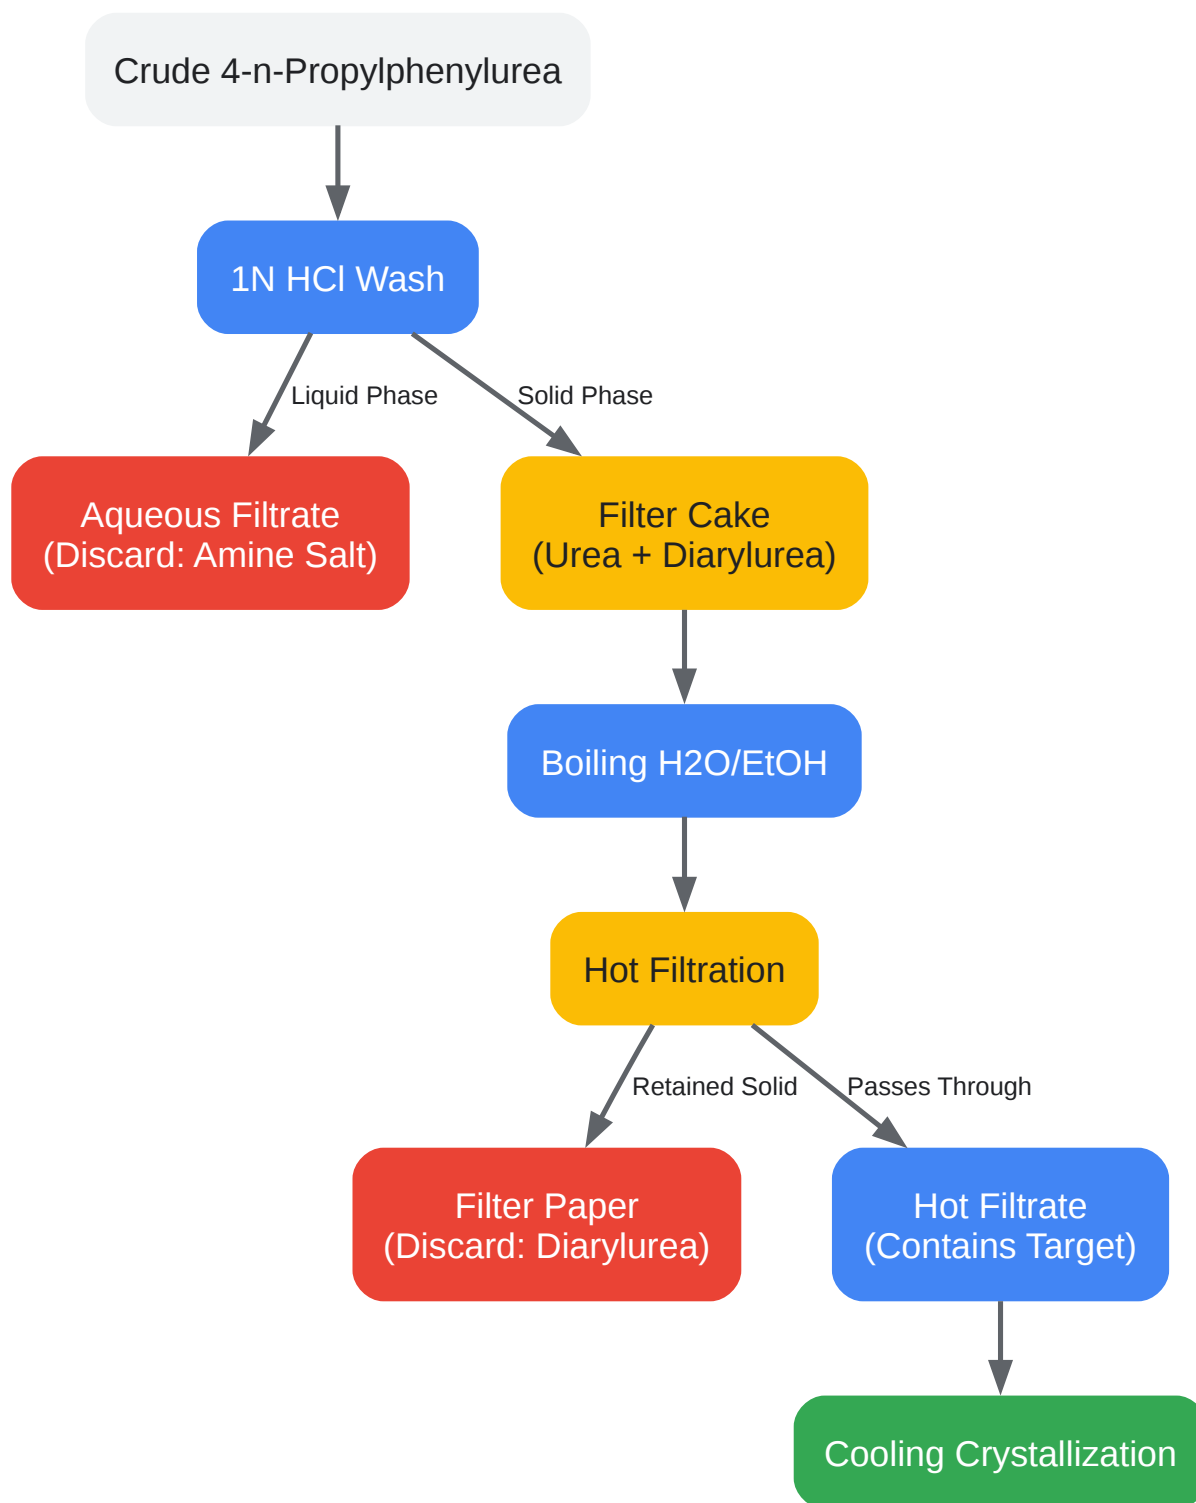 Crude 4-n-Propylphenylurea
1N HCl Wash
Liquid Phase
Solid Phase
Aqueous Filtrate
(Discard: Amine Salt)
Filter Cake
(Urea + Diarylurea)
Boiling H2O/EtOH
Hot Filtration
Retained Solid
Passes Through
Filter Paper
(Discard: Diarylurea)
Hot Filtrate
(Contains Target)
Cooling Crystallization